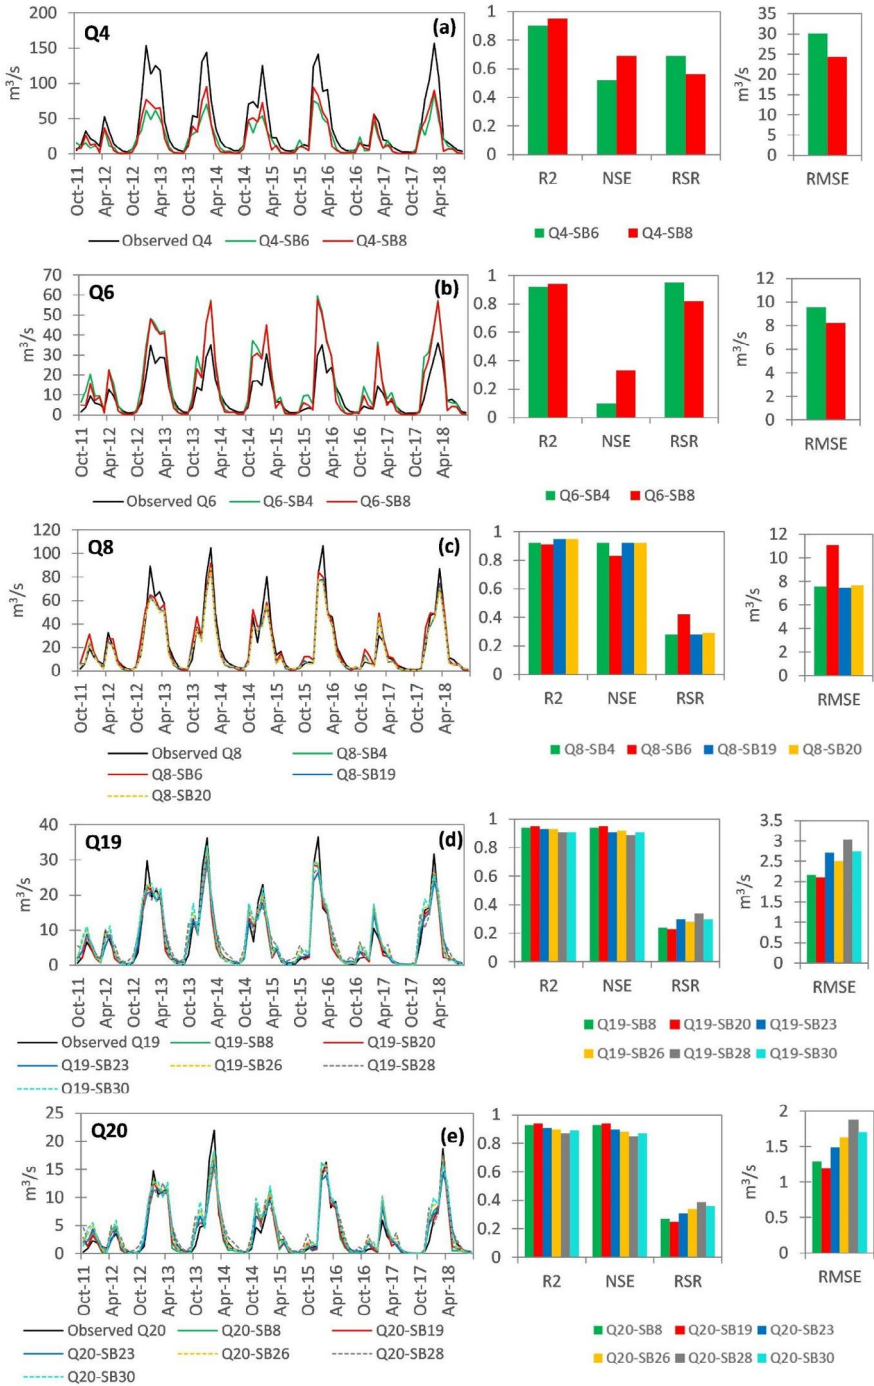 Q4
(a)
m³/s
200
150
100
50
0
Oct-11
Apr-12
Oct-12
Apr-13
Oct-13
Apr-14
Oct-14
Apr-15
Oct-15
Apr-16
Oct-16
Apr-17
Oct-17
Apr-18
Observed Q4 Q4-SB6 Q4-SB8
1
0.8
0.6
0.4
0.2
0
R2 NSE RSR
Q4-SB6 Q4-SB8
m³/s
35
30
25
20
15
10
5
0
RMSE
Q6
(b)
m³/s
70
60
50
40
30
20
10
0
Oct-11
Apr-12
Oct-12
Apr-13
Oct-13
Apr-14
Oct-14
Apr-15
Oct-15
Apr-16
Oct-16
Apr-17
Oct-17
Apr-18
Observed Q6 Q6-SB4 Q6-SB8
1
0.8
0.6
0.4
0.2
0
R2 NSE RSR
Q6-SB4 Q6-SB8
m³/s
12
10
8
6
4
2
0
RMSE
Q8
(c)
m³/s
120
100
80
60
40
20
0
Oct-11
Apr-12
Oct-12
Apr-13
Oct-13
Apr-14
Oct-14
Apr-15
Oct-15
Apr-16
Oct-16
Apr-17
Oct-17
Apr-18
Observed Q8 Q8-SB4
Q8-SB6 Q8-SB19
Q8-SB20
1
0.8
0.6
0.4
0.2
0
R2 NSE RSR
Q8-SB4 Q8-SB6 Q8-SB19 Q8-SB20
m³/s
12
10
8
6
4
2
0
RMSE
Q19
(d)
m³/s
40
30
20
10
0
Oct-11
Apr-12
Oct-12
Apr-13
Oct-13
Apr-14
Oct-14
Apr-15
Oct-15
Apr-16
Oct-16
Apr-17
Oct-17
Apr-18
Observed Q19 Q19-SB8 Q19-SB20
Q19-SB23 Q19-SB26 Q19-SB28
Q19-SB30
1
0.8
0.6
0.4
0.2
0
R2 NSE RSR
Q19-SB8 Q19-SB20 Q19-SB23
Q19-SB26 Q19-SB28 Q19-SB30
m³/s
3.5
3
2.5
2
1.5
1
0.5
0
RMSE
Q20
(e)
m³/s
25
20
15
10
5
0
Oct-11
Apr-12
Oct-12
Apr-13
Oct-13
Apr-14
Oct-14
Apr-15
Oct-15
Apr-16
Oct-16
Apr-17
Oct-17
Apr-18
Observed Q20 Q20-SB8 Q20-SB19
Q20-SB23 Q20-SB26 Q20-SB28
Q20-SB30
1
0.8
0.6
0.4
0.2
0
R2 NSE RSR
Q20-SB8 Q20-SB19 Q20-SB23
Q20-SB26 Q20-SB28 Q20-SB30
m³/s
2
1.5
1
0.5
0
RMSE